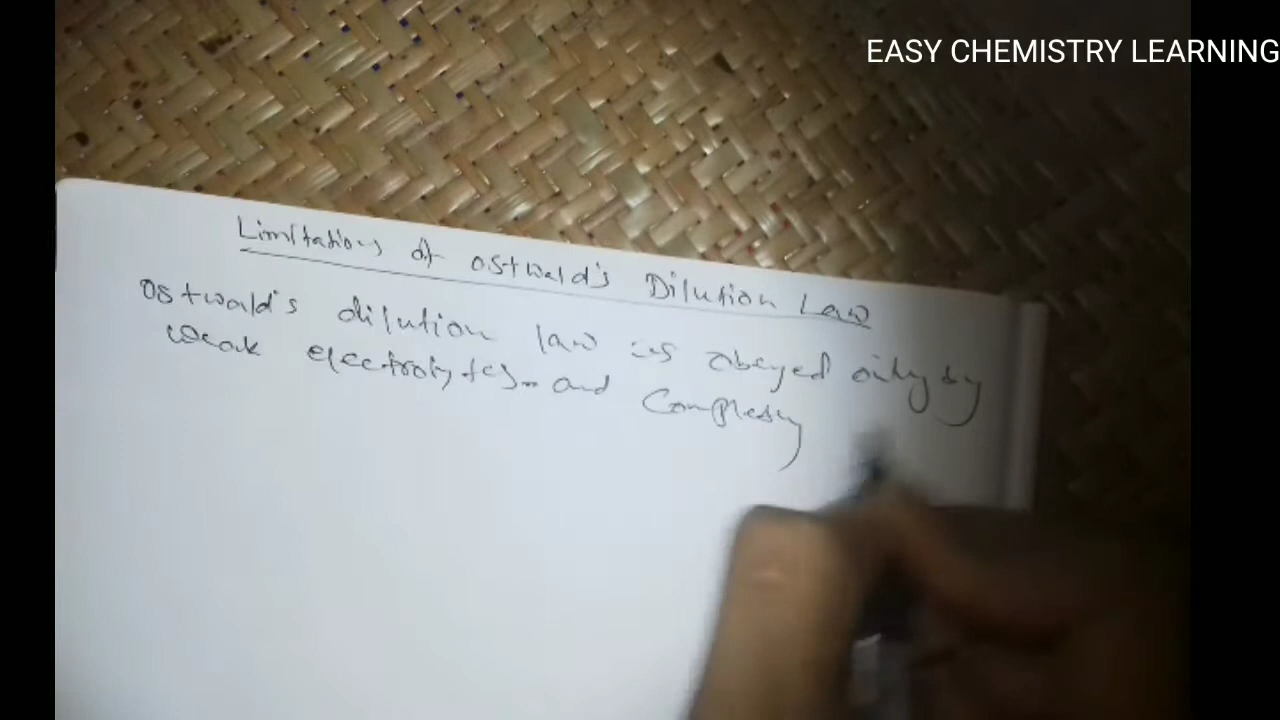 EASY CHEMISTRY LEARNING
Limitations of Ostwald's Dilution Law
Ostwald's dilution law is obeyed only by
weak electrolytes and